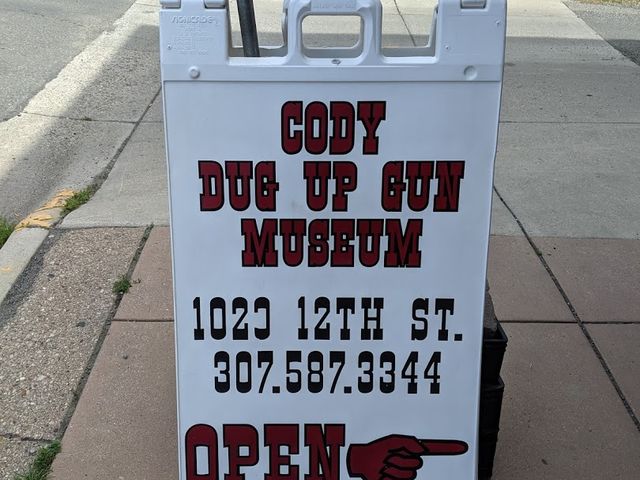 CODY
DUG UP GUN
MUSEUM
1020 12TH ST.
307.587.3344
OPEN